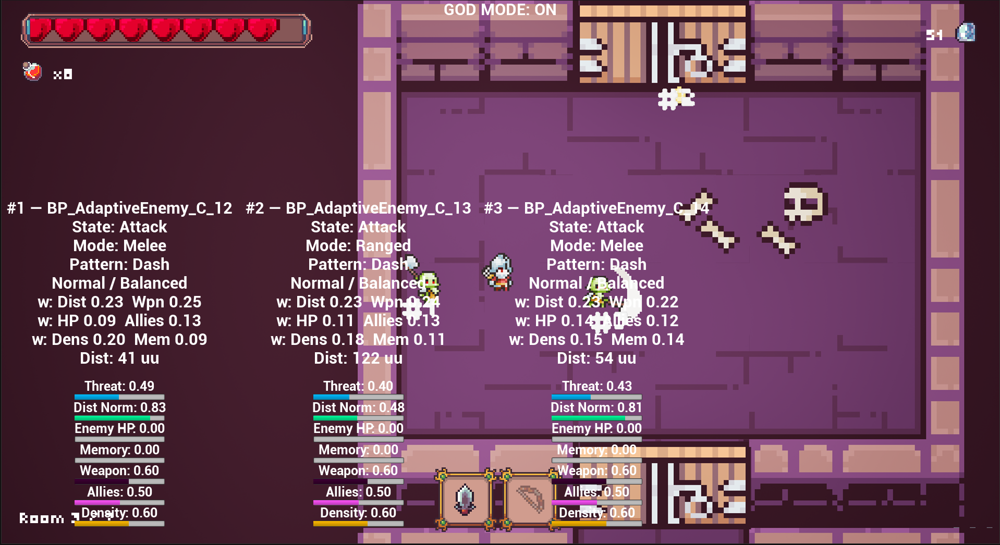 GOD MODE: ON
51
x0
#1 — BP_AdaptiveEnemy_C_12
State: Attack
Mode: Melee
Pattern: Dash
Normal / Balanced
w: Dist 0.23 Wpn 0.25
w: HP 0.09 Allies 0.13
w: Dens 0.20 Mem 0.09
Dist: 41 uu
Threat: 0.49
Dist Norm: 0.83
Enemy HP: 0.00
Memory: 0.00
Weapon: 0.60
Allies: 0.50
Density: 0.60
#2 — BP_AdaptiveEnemy_C_13
State: Attack
Mode: Ranged
Pattern: Dash
Normal / Balanced
w: Dist 0.23 Wpn 0.24
w: HP 0.11 Allies 0.13
w: Dens 0.18 Mem 0.11
Dist: 122 uu
Threat: 0.40
Dist Norm: 0.48
Enemy HP: 0.00
Memory: 0.00
Weapon: 0.60
Allies: 0.50
Density: 0.60
#3 — BP_AdaptiveEnemy_C_14
State: Attack
Mode: Melee
Pattern: Dash
Normal / Balanced
w: Dist 0.23 Wpn 0.22
w: HP 0.14 Allies 0.12
w: Dens 0.15 Mem 0.14
Dist: 54 uu
Threat: 0.43
Dist Norm: 0.81
Enemy HP: 0.00
Memory: 0.00
Weapon: 0.60
Allies: 0.50
Density: 0.60
#1
Room